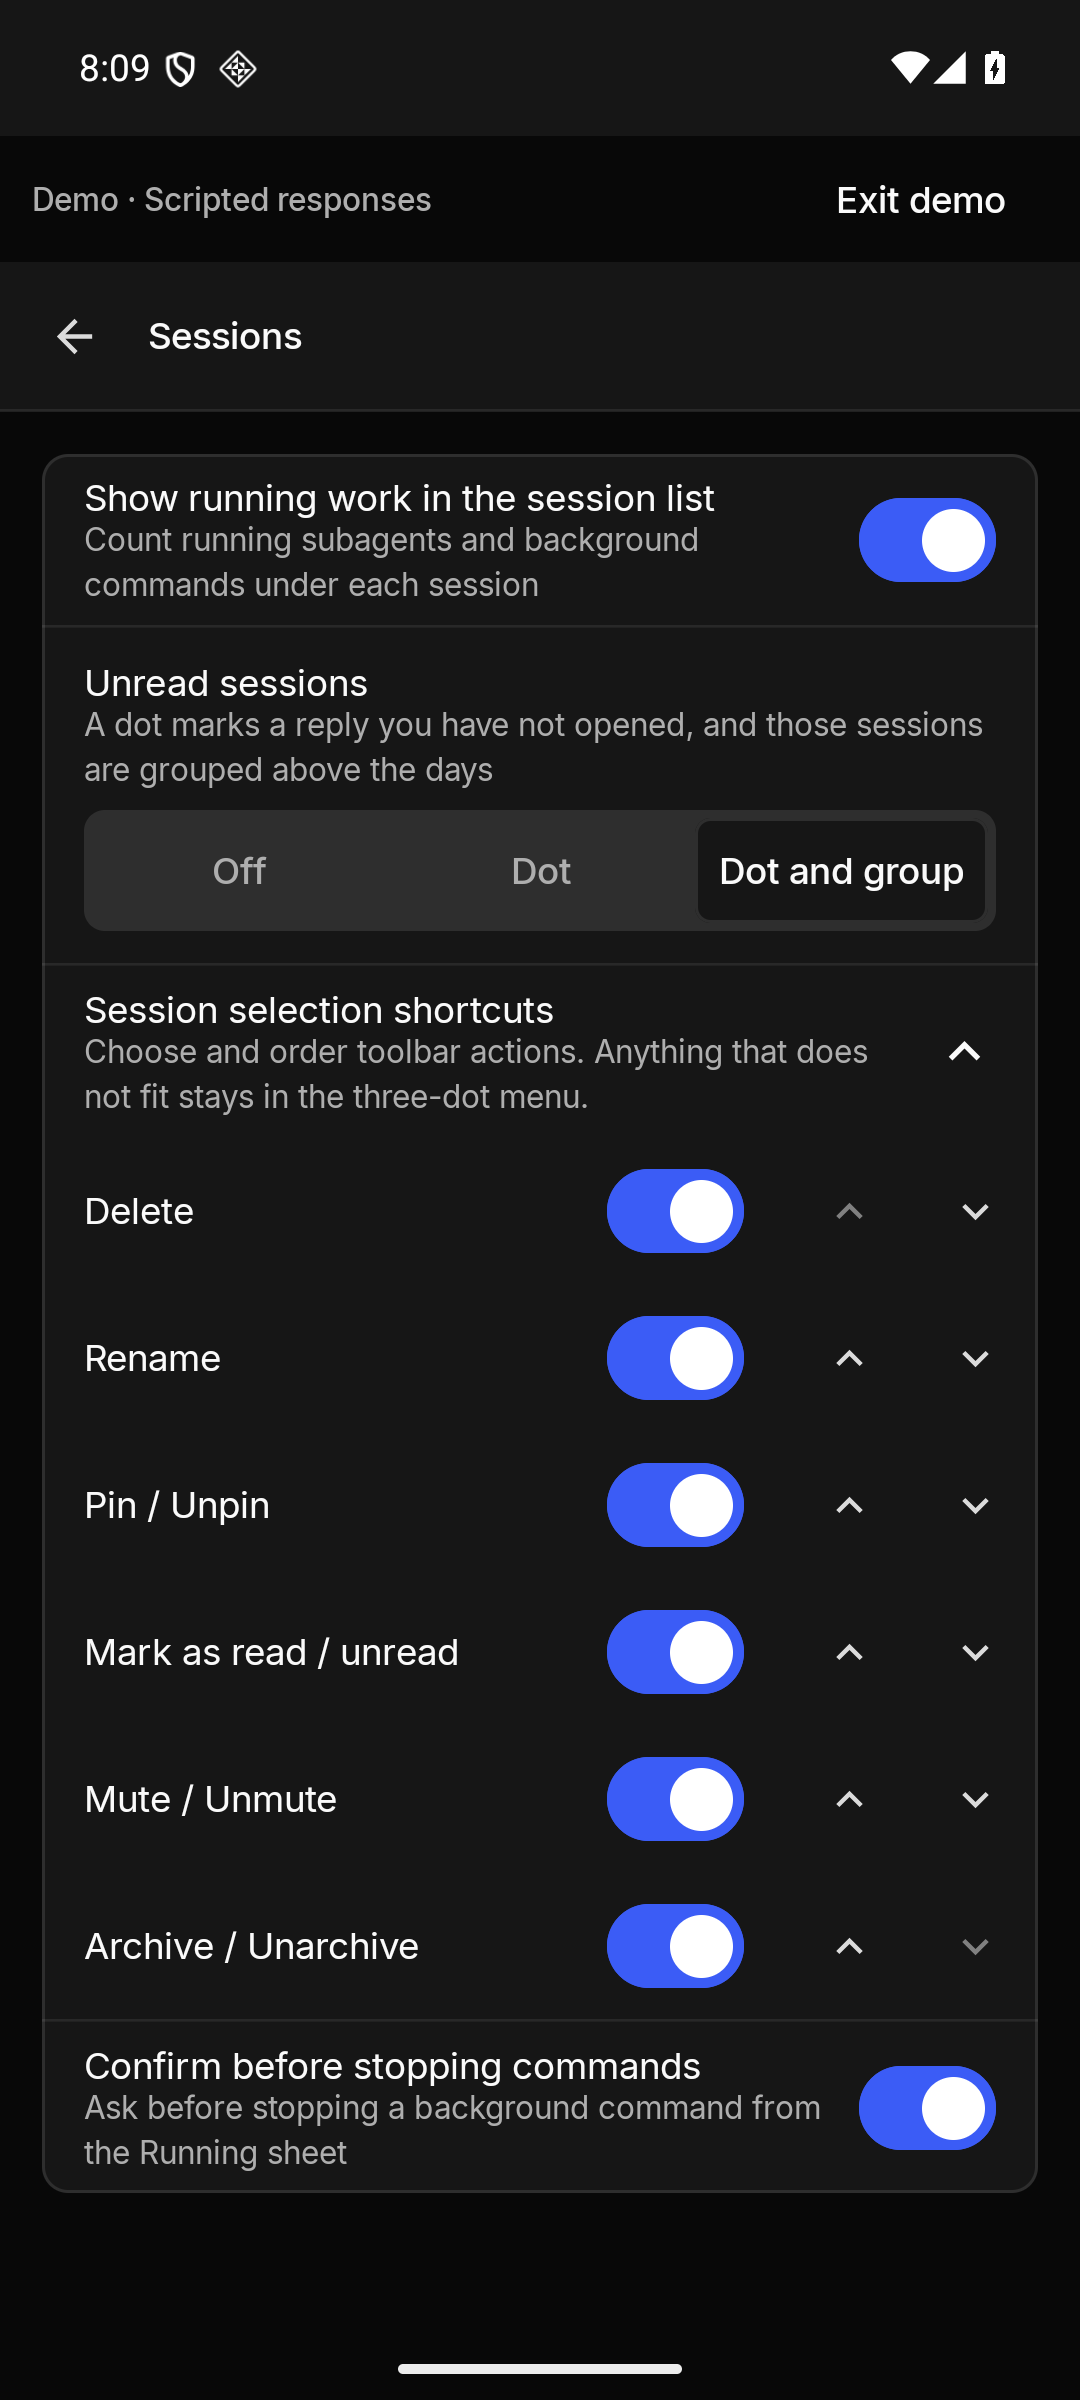 8:09
Demo · Scripted responses
Exit demo
Sessions
Show running work in the session list
Count running subagents and background
commands under each session
Unread sessions
A dot marks a reply you have not opened, and those sessions
are grouped above the days
Off
Dot
Dot and group
Session selection shortcuts
Choose and order toolbar actions. Anything that does
not fit stays in the three-dot menu.
Delete
Rename
Pin / Unpin
Mark as read / unread
Mute / Unmute
Archive / Unarchive
Confirm before stopping commands
Ask before stopping a background command from
the Running sheet